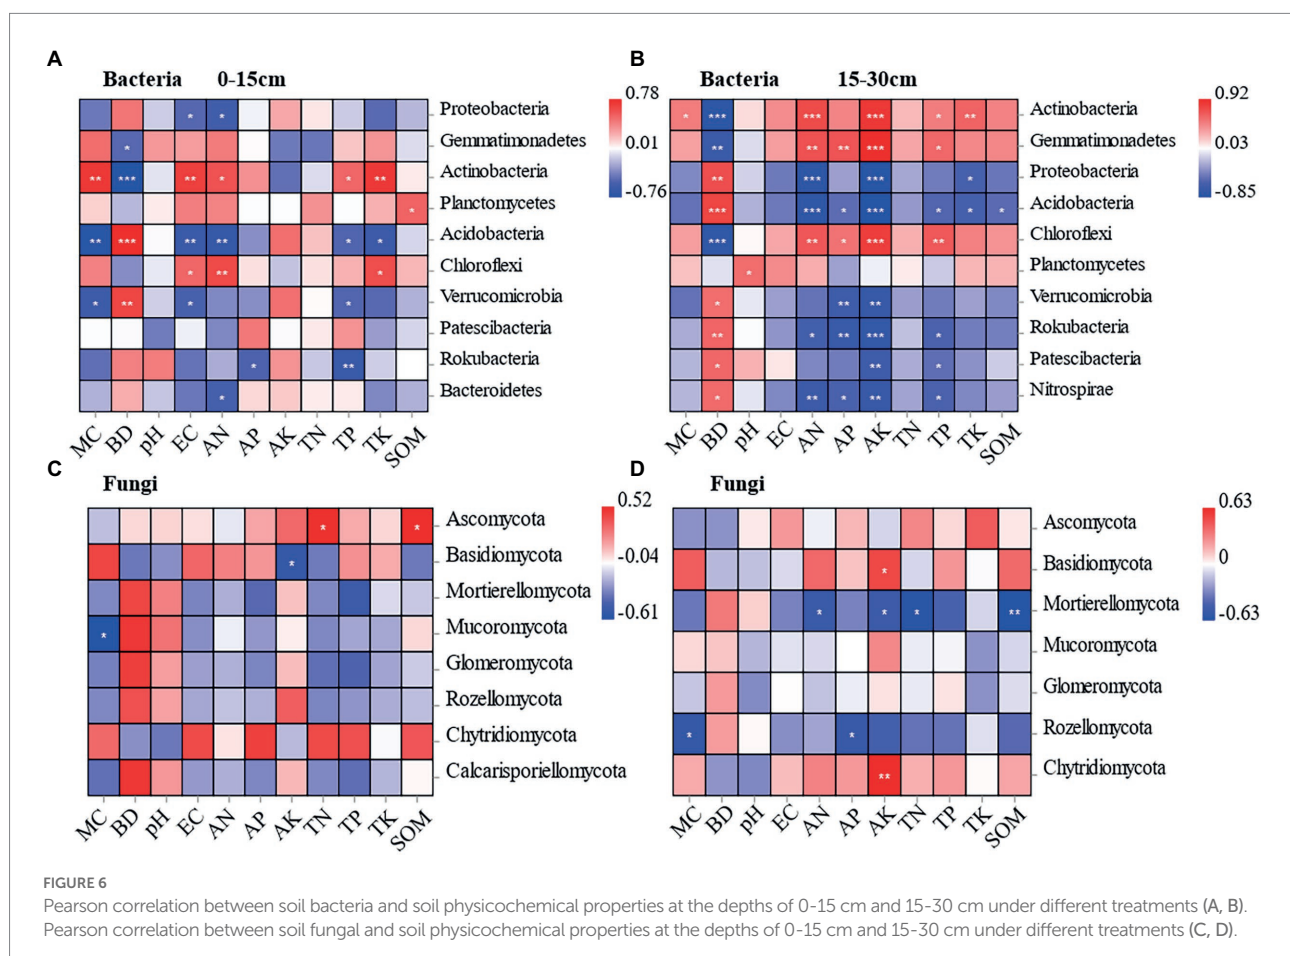 A
Bacteria 0-15cm
* *
*
** *** ** * * **
*
** *** ** ** * *
* ** *
* ** * *
* **
*
Proteobacteria
Gemmatimonadetes
Actinobacteria
Planctomycetes
Acidobacteria
Chloroflexi
Verrucomicrobia
Patescibacteria
Rokubacteria
Bacteroidetes
MC BD pH EC AN AP AK TN TP TK SOM
0.78
0.01
-0.76
B
Bacteria 15-30cm
* *** *** *** * **
** ** ** *** *
** *** *** *
*** *** * *** * * *
*** ** * *** **
*
* ** **
** * ** *** *
* ** *
* ** * ** *
Actinobacteria
Gemmatimonadetes
Proteobacteria
Acidobacteria
Chloroflexi
Planctomycetes
Verrucomicrobia
Rokubacteria
Patescibacteria
Nitrospirae
MC BD pH EC AN AP AK TN TP TK SOM
0.92
0.03
-0.85
C
Fungi
* *
*
*
Ascomycota
Basidiomycota
Mortierellomycota
Mucoromycota
Glomeromycota
Rozellomycota
Chytridiomycota
Calcarisporiellomycota
MC BD pH EC AN AP AK TN TP TK SOM
0.52
-0.04
-0.61
D
Fungi
*
* * * **
* *
**
Ascomycota
Basidiomycota
Mortierellomycota
Mucoromycota
Glomeromycota
Rozellomycota
Chytridiomycota
MC BD pH EC AN AP AK TN TP TK SOM
0.63
0
-0.63
FIGURE 6
Pearson correlation between soil bacteria and soil physicochemical properties at the depths of 0-15 cm and 15-30 cm under different treatments (A, B).
Pearson correlation between soil fungal and soil physicochemical properties at the depths of 0-15 cm and 15-30 cm under different treatments (C, D).